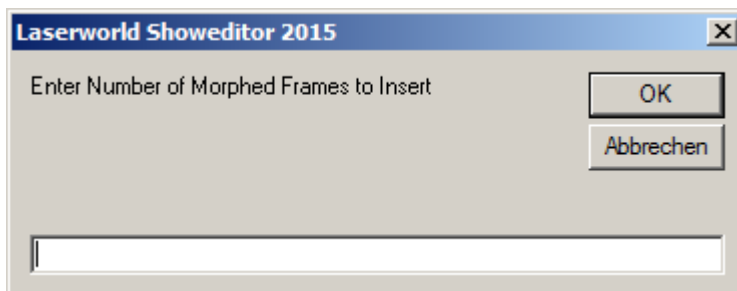 Laserworld Showeditor 2015
Enter Number of Morphed Frames to Insert
OK
Abbrechen